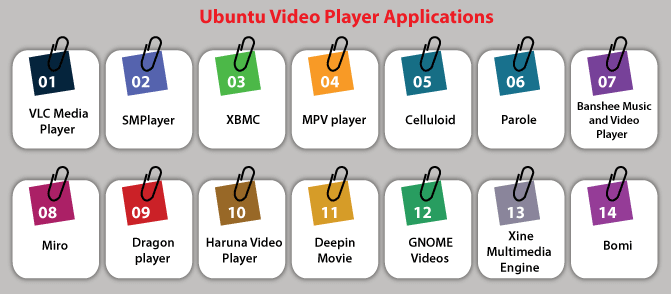 Ubuntu Video Player Applications
01
VLC Media
Player
02
SMPlayer
03
XBMC
04
MPV player
05
Celluloid
06
Parole
07
Banshee Music
and Video
Player
08
Miro
09
Dragon
player
10
Haruna Video
Player
11
Deepin
Movie
12
GNOME
Videos
13
Xine
Multimedia
Engine
14
Bomi